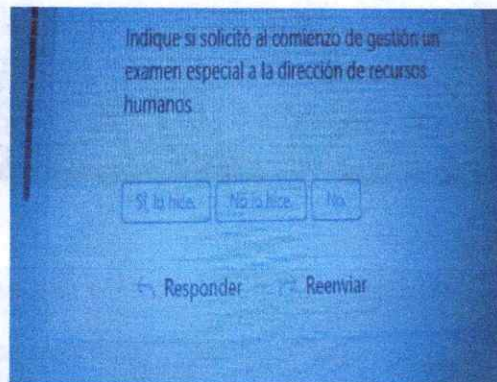 Indique si solicitó al comienzo de gestión un
examen especial a la dirección de recursos
humanos
Sí, lo hice. No lo hice. No.
Responder Reenviar